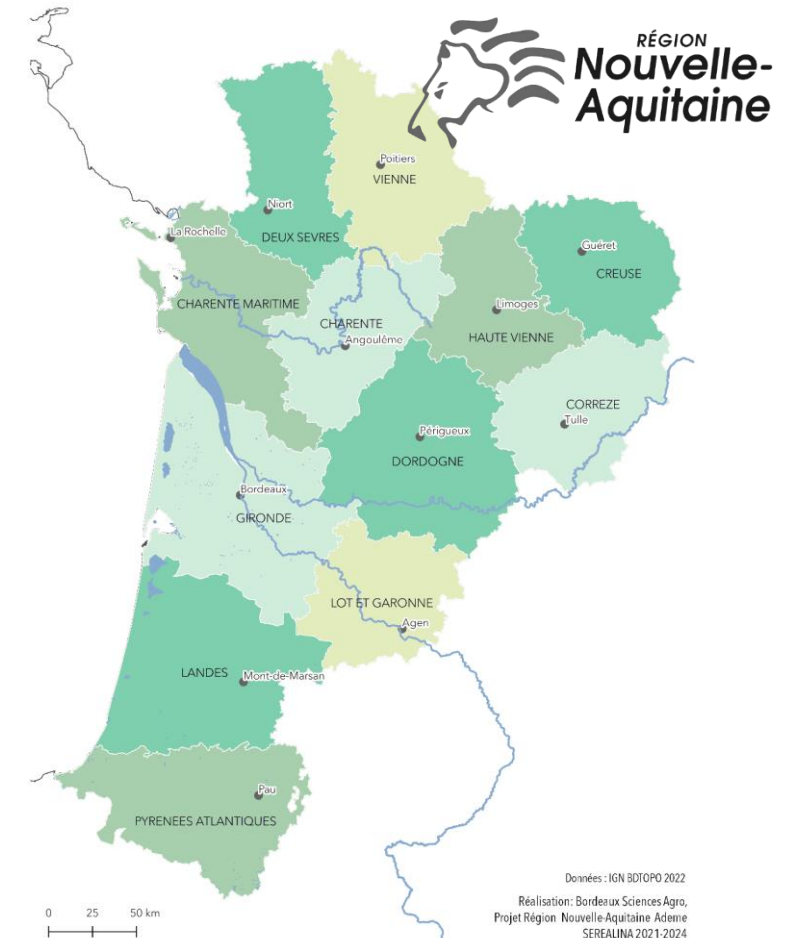 RÉGION
Nouvelle-
Aquitaine
Poitiers
VIENNE
Niort
DEUX SEVRES
La Rochelle
Guéret
CREUSE
CHARENTE MARITIME
Limoges
CHARENTE
Angoulême
HAUTE VIENNE
CORREZE
Tulle
Périgueux
DORDOGNE
Bordeaux
GIRONDE
LOT ET GARONNE
Agen
LANDES
Mont-de-Marsan
Pau
PYRENEES ATLANTIQUES
Données : IGN BDTOPO 2022
Réalisation : Bordeaux Sciences Agro,
Projet Région Nouvelle-Aquitaine Ademe
SEREALINA 2021-2024
0 25 50 km